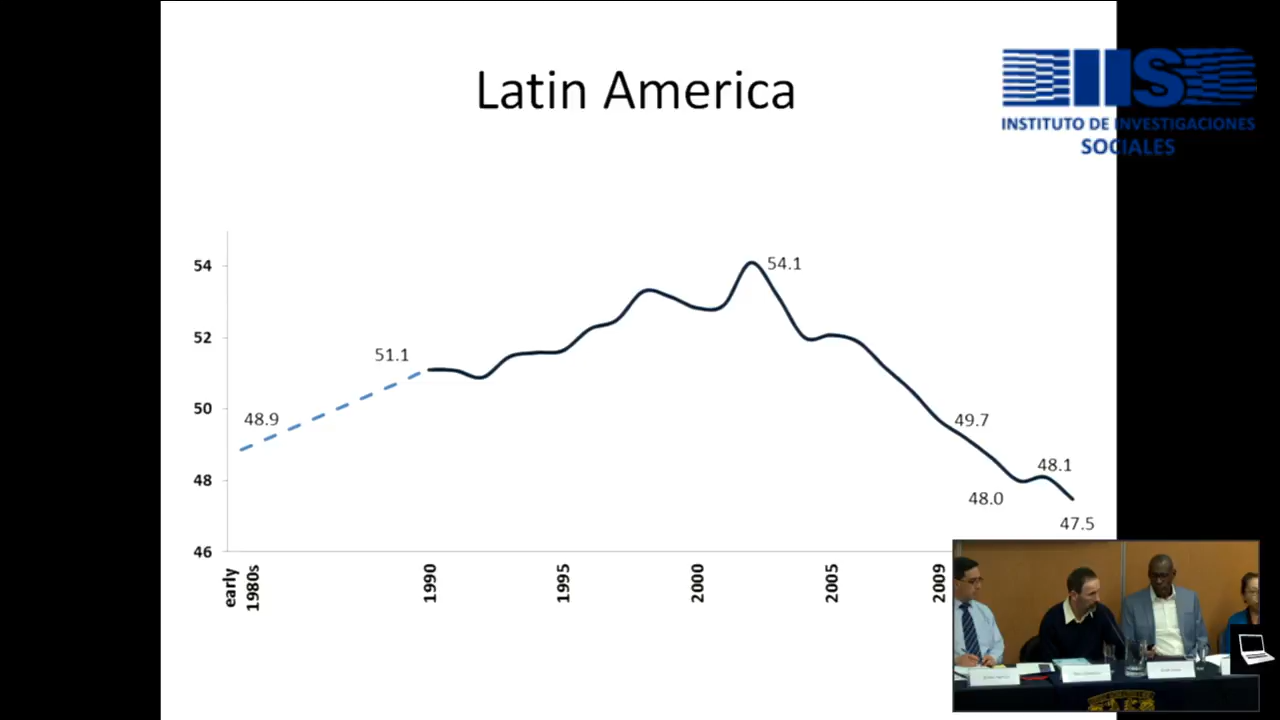 Latin America
IIS
INSTITUTO DE INVESTIGACIONES
SOCIALES
54
52
50
48
46
48.9
51.1
54.1
49.7
48.0
48.1
47.5
early
1980s
1990
1995
2000
2005
2009